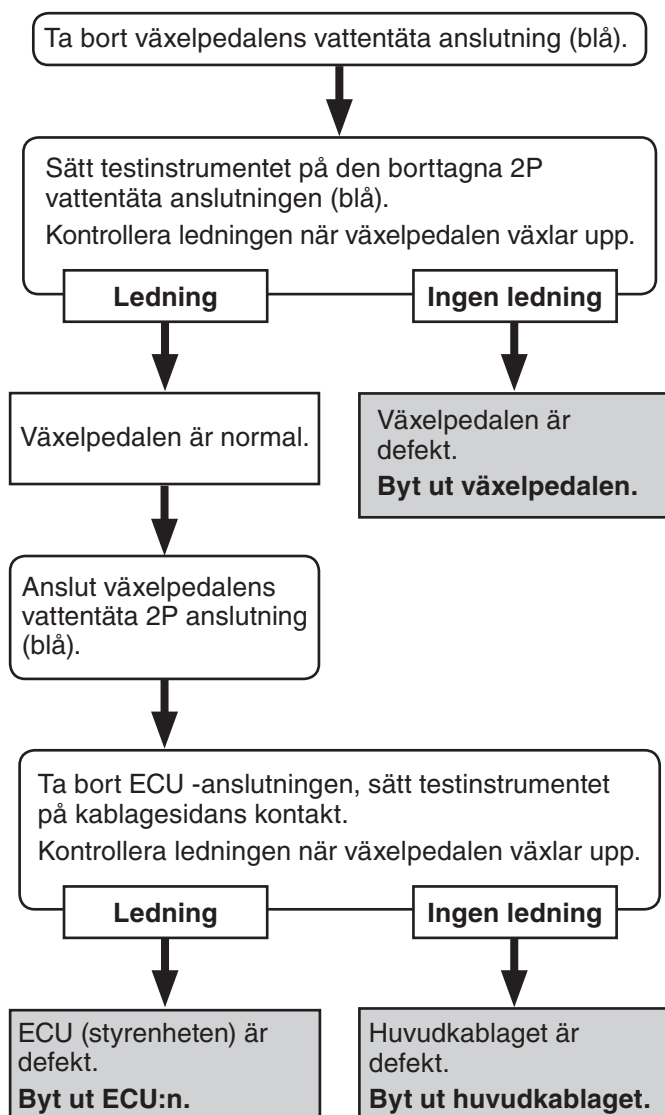 Ta bort växelpedalens vattentäta anslutning (blå).
Sätt testinstrumentet på den borttagna 2P
vattentäta anslutningen (blå).
Kontrollera ledningen när växelpedalen växlar upp.
Ledning
Ingen ledning
Växelpedalen är normal.
Växelpedalen är
defekt.
Byt ut växelpedalen.
Anslut växelpedalens
vattentäta 2P anslutning
(blå).
Ta bort ECU -anslutningen, sätt testinstrumentet
på kablagesidans kontakt.
Kontrollera ledningen när växelpedalen växlar upp.
Ledning
Ingen ledning
ECU (styrenheten) är
defekt.
Byt ut ECU:n.
Huvudkablaget är
defekt.
Byt ut huvudkablaget.